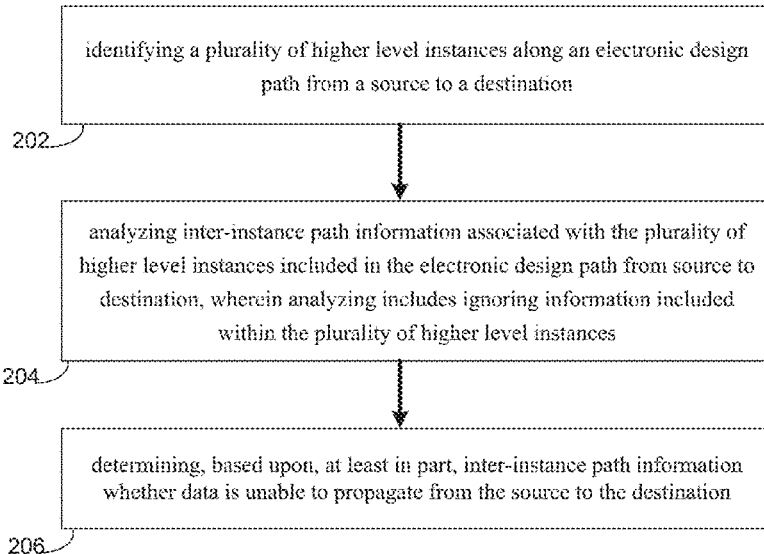 identifying a plurality of higher level instances along an electronic design
path from a source to a destination
202
analyzing inter-instance path information associated with the plurality of
higher level instances included in the electronic design path from source to
destination, wherein analyzing includes ignoring information included
within the plurality of higher level instances
204
determining, based upon, at least in part, inter-instance path information
whether data is unable to propagate from the source to the destination
206